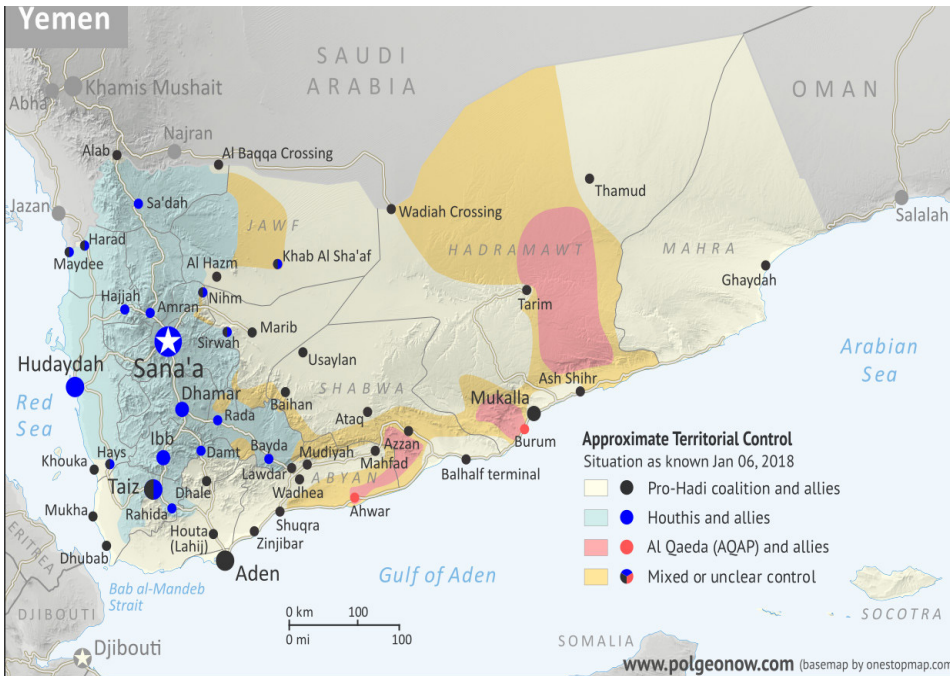 Yemen
SAUDI
ARABIA
OMAN
Khamis Mushait
Abha
Najran
Alab
Al Baqqa Crossing
Jazan
Sa'dah
Wadiah Crossing
Thamud
Salalah
JAWF
Harad
Maydee
Khab Al Sha'af
HADRAMAWT
MAHRA
Al Hazm
Ghaydah
Hajjah
Amran
Nihm
Tarim
Sirwah
Marib
Sana'a
Usaylan
Arabian
Sea
Hudaydah
SHABWA
Ash Shihr
Red
Sea
Dhamar
Baihan
Mukalla
Rada
Ataq
Burum
Ibb
Azzan
Khouka
Hays
Damt
Bayda
Mudiyah
Mahfad
Balhalf terminal
Lawdar
ABYAN
Taiz
Dhale
Wadhea
Ahwar
Mukha
Rahida
Shuqra
Houta
(Lahij)
Zinjibar
Dhubab
Aden
Gulf of Aden
ERITREA
Bab al-Mandeb
Strait
DJIBOUTI
Djibouti
0 km 100
0 mi 100
Approximate Territorial Control
Situation as known Jan 06, 2018
Pro-Hadi coalition and allies
Houthis and allies
Al Qaeda (AQAP) and allies
Mixed or unclear control
SOCOTRA
SOMALIA
www.polgeonow.com (basemap by onestopmap.com